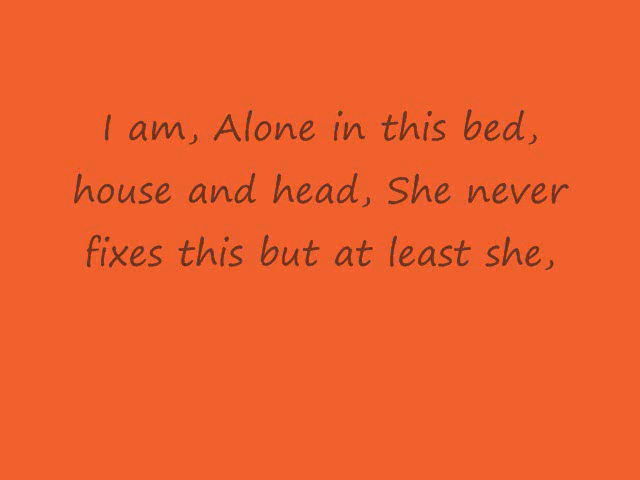 I am, Alone in this bed,
house and head, She never
fixes this but at least she,